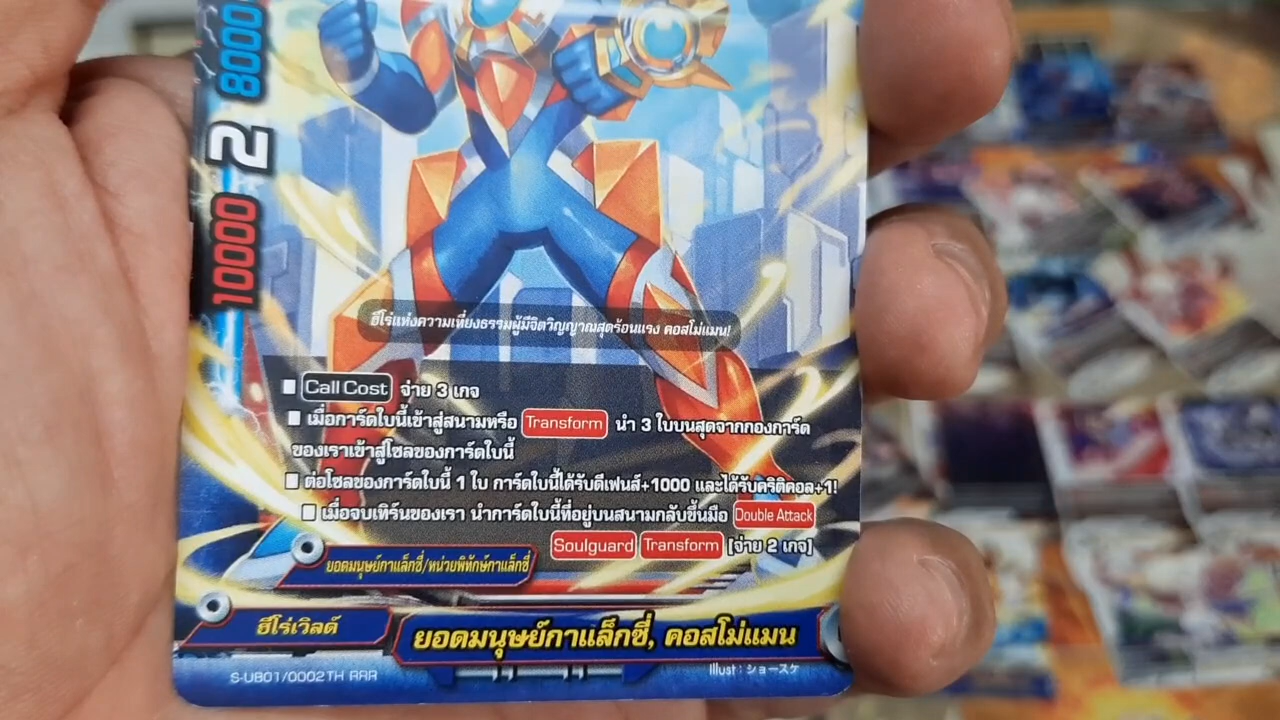 8000
2
10000
ฮีโร่แห่งความเที่ยงธรรมผู้มีจิตวิญญาณสุดร้อนแรง คอสโม่แมน!
■ Call Cost จ่าย 3 เกจ
■ เมื่อการ์ดใบนี้เข้าสู่สนามหรือ Transform นำ 3 ใบบนสุดจากกองการ์ด
ของเราเข้าสู่โซลของการ์ดใบนี้
■ ต่อโซลของการ์ดใบนี้ 1 ใบ การ์ดใบนี้ได้รับดีเฟนส์+1000 และได้รับคริติคอล+1!
■ เมื่อจบเทิร์นของเรา นำการ์ดใบนี้ที่อยู่บนสนามกลับขึ้นมือ Double Attack
Soulguard Transform [จ่าย 2 เกจ]
ยอดมนุษย์กาแล็กซี่/หน่วยพิทักษ์กาแล็กซี่
ฮีโร่เวิลด์
ยอดมนุษย์กาแล็กซี่, คอสโม่แมน
S-UB01/0002TH RRR
Illust : ショースケ